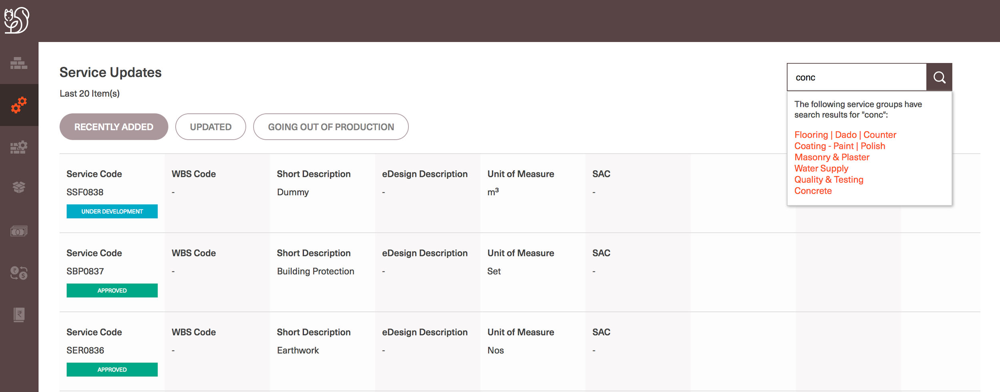 Service Updates
Last 20 Item(s)
conc
The following service groups have
search results for "conc":
Flooring | Dado | Counter
Coating - Paint | Polish
Masonry & Plaster
Water Supply
Quality & Testing
Concrete
RECENTLY ADDED UPDATED GOING OUT OF PRODUCTION
Service Code WBS Code Short Description eDesign Description Unit of Measure SAC
SSF0838 - Dummy - m³ -
UNDER DEVELOPMENT
Service Code WBS Code Short Description eDesign Description Unit of Measure SAC
SBP0837 - Building Protection - Set -
APPROVED
Service Code WBS Code Short Description eDesign Description Unit of Measure SAC
SER0836 - Earthwork - Nos -
APPROVED